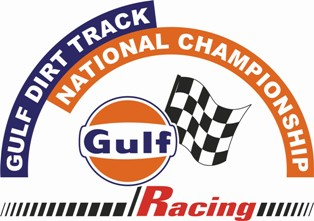 GULF DIRT TRACK
NATIONAL CHAMPIONSHIP
Gulf
Racing